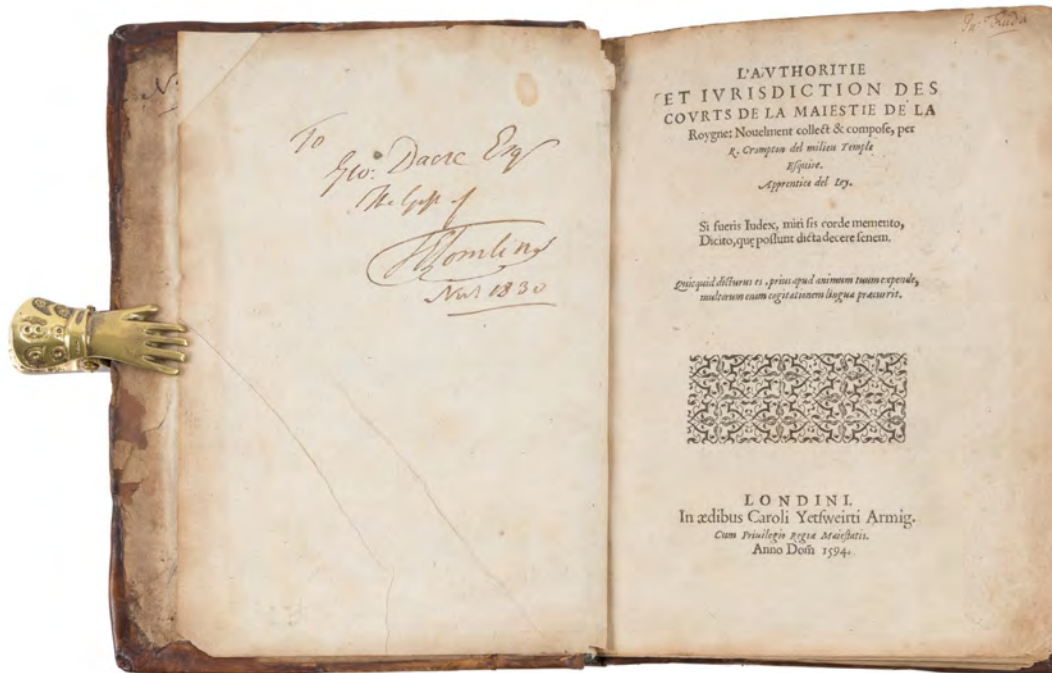 To
Geo: Dacre Esq
The Gift of
Tomlins
1830
L'AVTHORITIE
ET IVRISDICTION DES
COVRTS DE LA MAIESTIE DE LA
Roygne: Nouelment collect & compose, per
R. Crompton del milieu Temple
Esquire.
Apprentice del Ley.
Si fueris Iudex, miti sis corde memento,
Dicito, que possunt dicta decere senem.
Quicquid dicturus es, prius apud animum tuum expende,
multorum enim cogitationem lingua præcurrit.
LONDINI.
In ædibus Caroli Yetsweirti Armig.
Cum Priuilegio Regiæ Maiestatis.
Anno Dom̃ 1594.